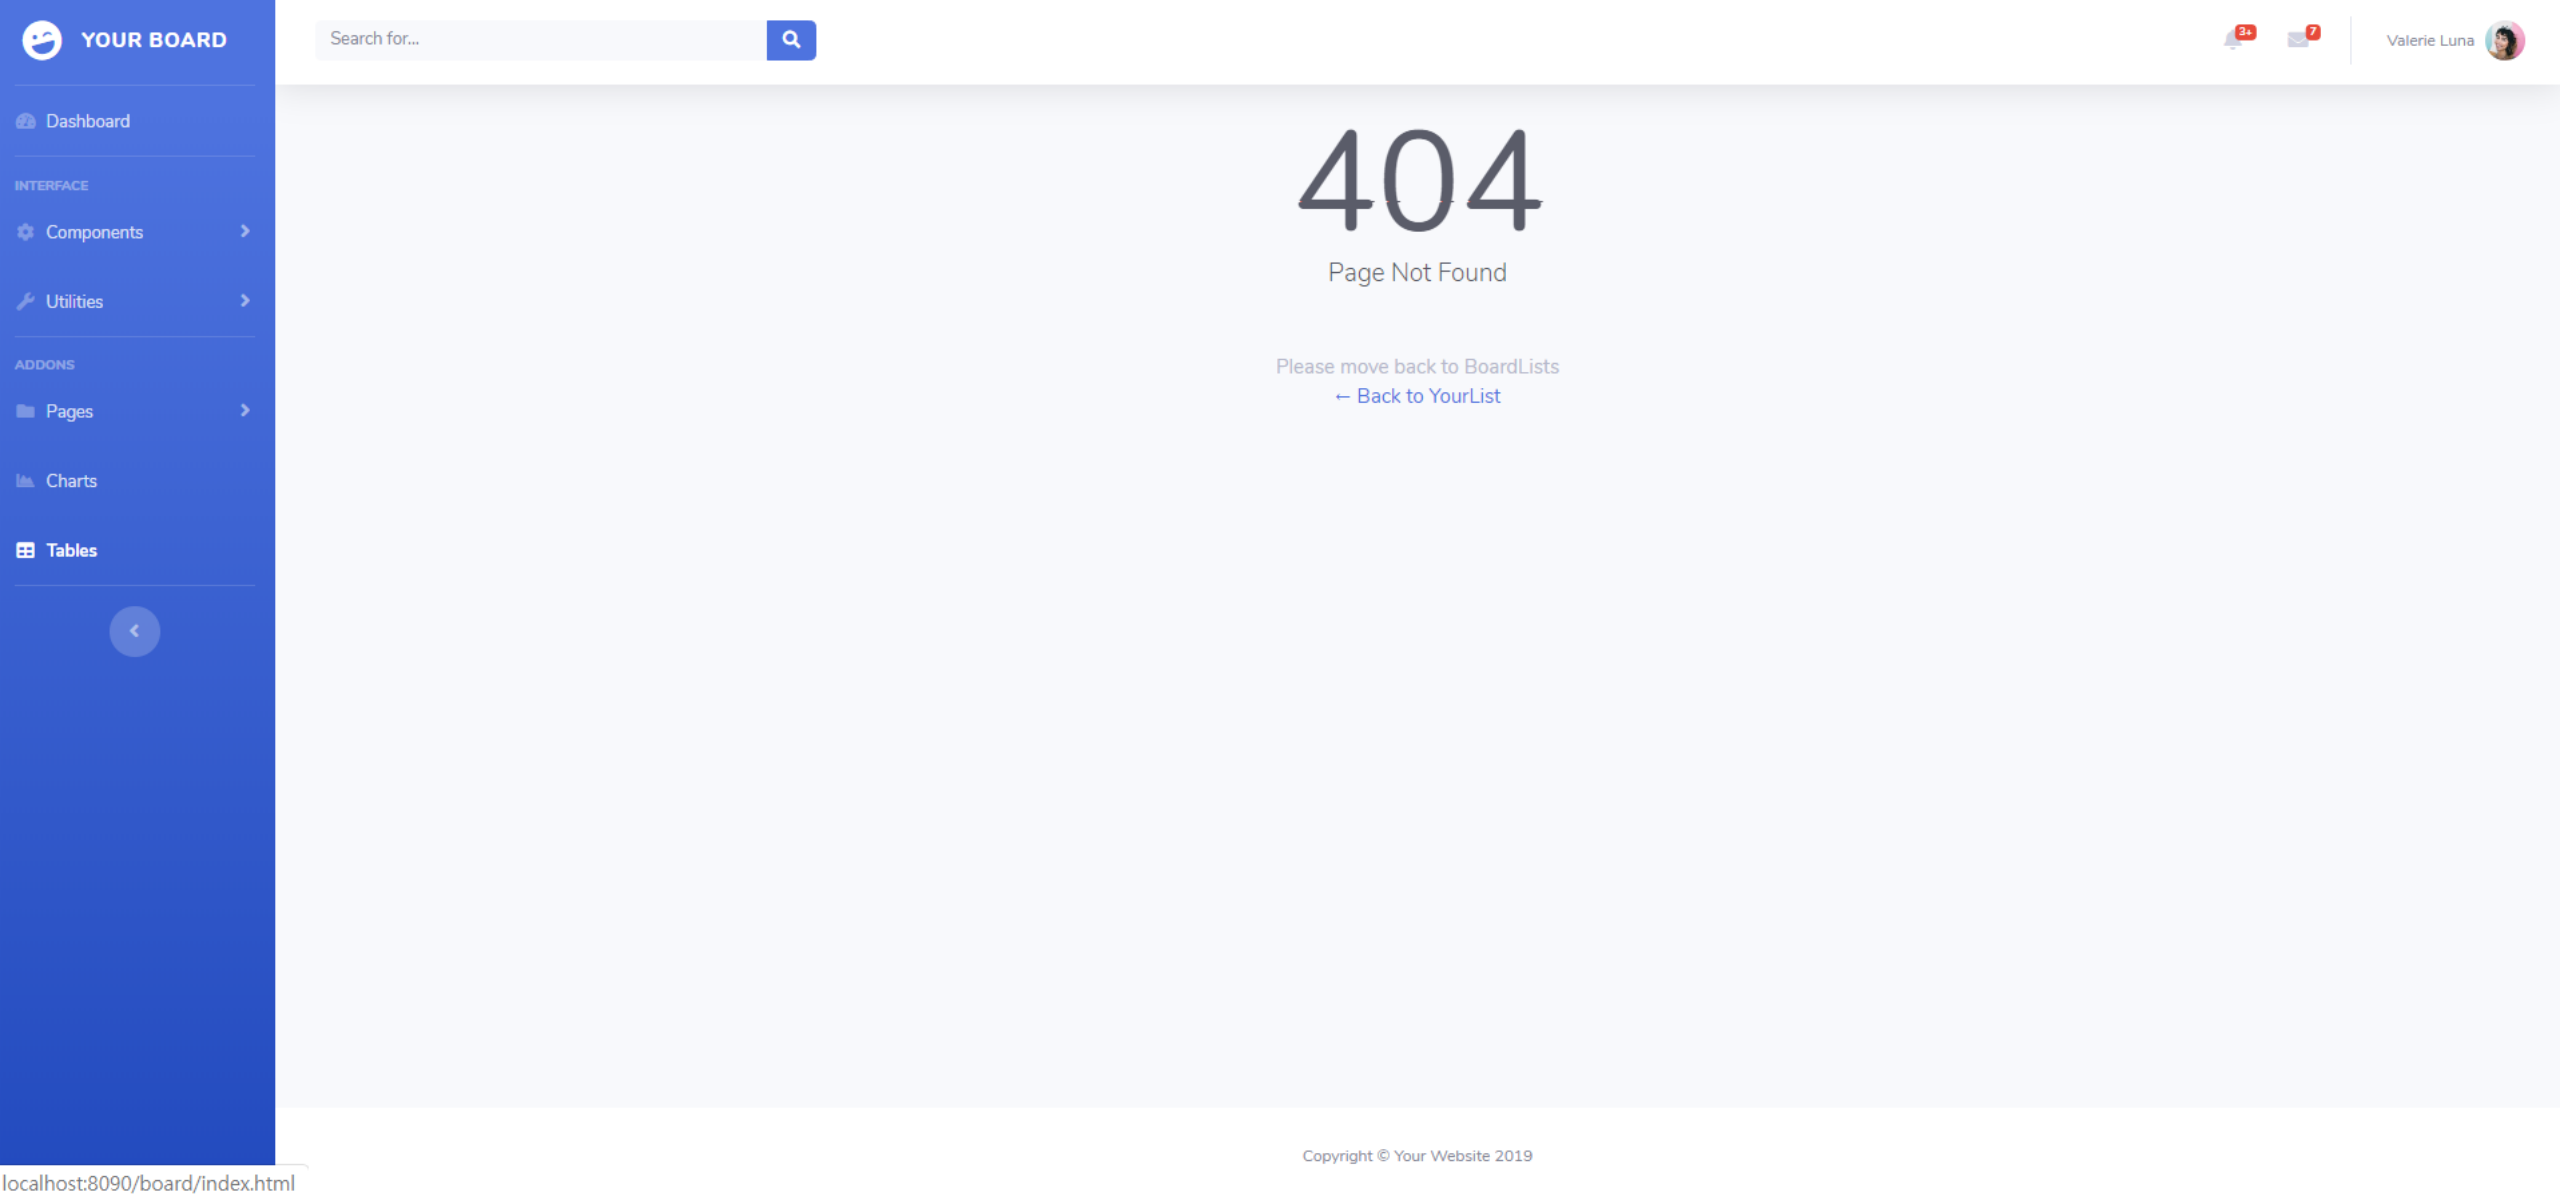 YOUR BOARD
Search for...
3+
7
Valerie Luna
Dashboard
INTERFACE
Components
Utilities
ADDONS
Pages
Charts
Tables
404
Page Not Found
Please move back to BoardLists
← Back to YourList
Copyright © Your Website 2019
localhost:8090/board/index.html